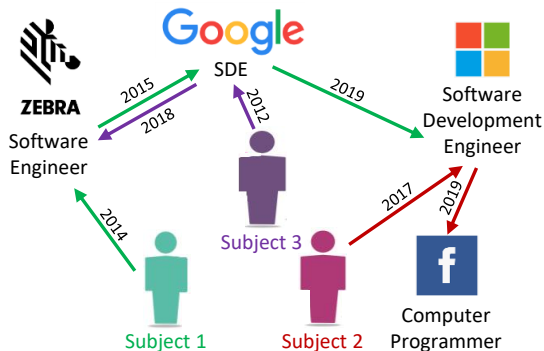 Google
ZEBRA
SDE
2015
2018
2012
2019
Software
Engineer
Software
Development
Engineer
2014
2017
2019
Subject 3
f
Subject 1
Subject 2
Computer
Programmer